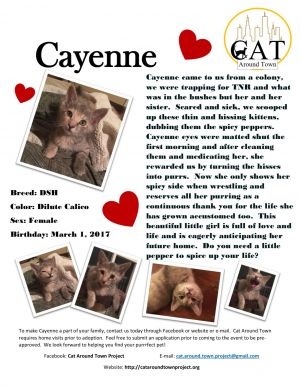 Cayenne
CAT
Around Town
Cayenne came to us from a colony,
we were trapping for TNR and what
was in the bushes but her and her
sister.  Scared and sick, we scooped
up these thin and hissing kittens,
dubbing them the spicy peppers.
Cayenne eyes were matted shut the
first morning and after cleaning
them and medicating her, she
rewarded us by turning the hisses
into purrs.  Now she only shows her
spicy side when wrestling and
reserves all her purring as a
continuous thank you for the life she
has grown accustomed too.  This
beautiful little girl is full of love and
life and is eagerly anticipating her
future home.  Do you need a little
pepper to spice up your life?
Breed: DSH
Color: Dilute Calico
Sex: Female
Birthday: March 1, 2017
To make Cayenne a part of your family, contact us today through Facebook or website or e-mail.  Cat Around Town
requires home visits prior to adoption.  Feel free to submit an application prior to coming to the event to be pre-
approved.  We look forward to helping you find your purrfect pet!
Facebook: Cat Around Town Project
E-mail: cat.around.town.project@gmail.com
Website: http://cataroundtownproject.org